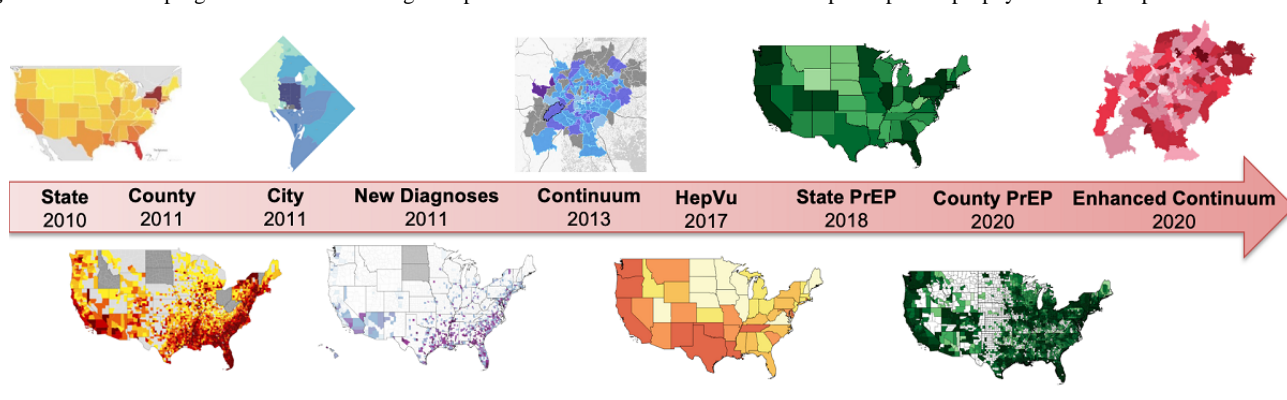 State
2010
County
2011
City
2011
New Diagnoses
2011
Continuum
2013
HepVu
2017
State PrEP
2018
County PrEP
2020
Enhanced Continuum
2020